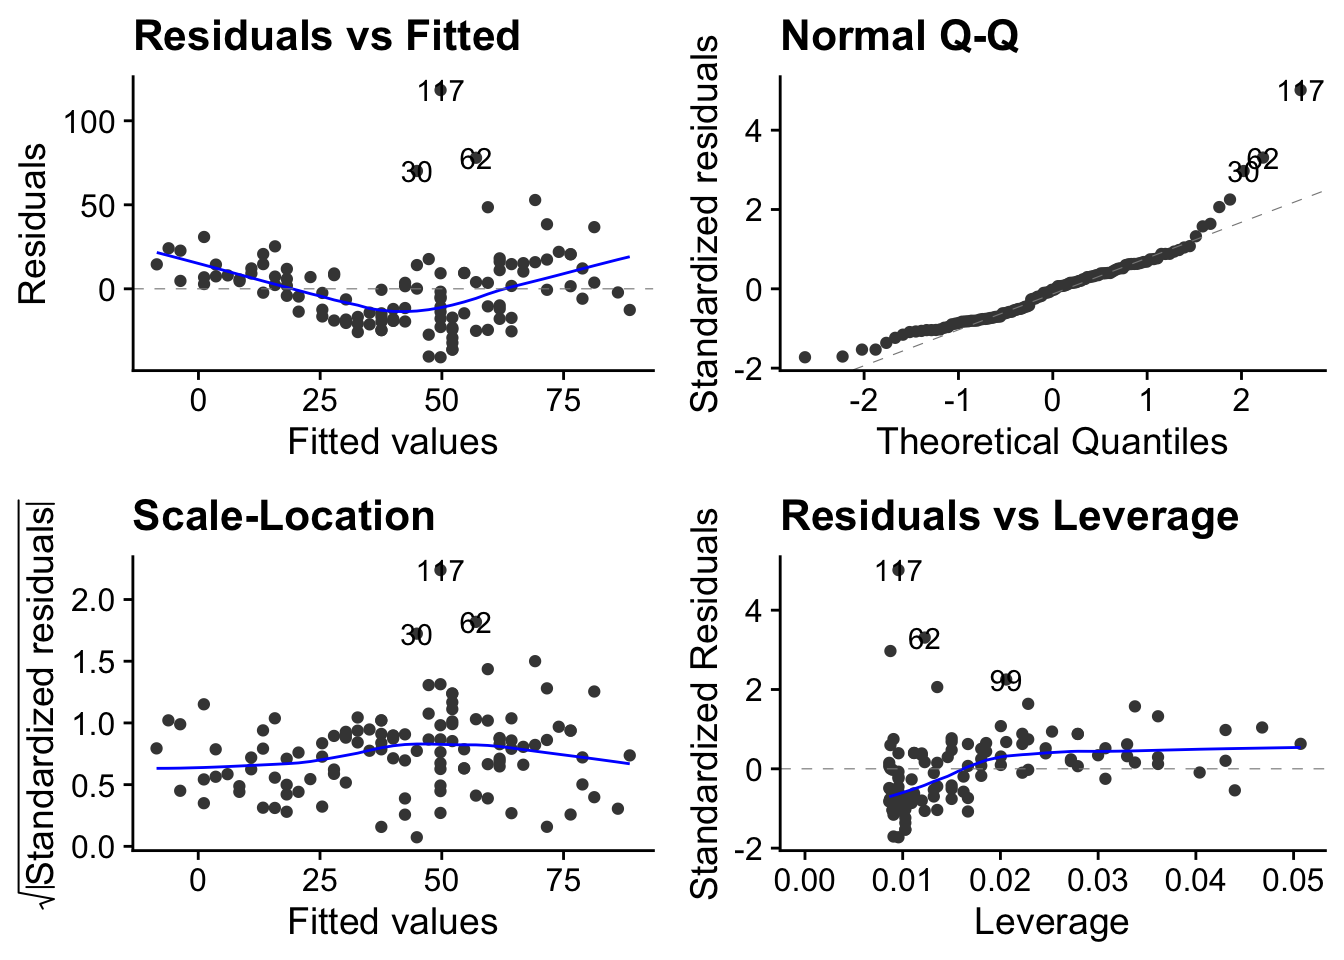 Residuals vs Fitted
Residuals
100
50
0
117
62
30
0 25 50 75
Fitted values
Normal Q-Q
Standardized residuals
4
2
0
-2
117
62
30
-2 -1 0 1 2
Theoretical Quantiles
Scale-Location
√|Standardized residuals|
2.0
1.5
1.0
0.5
0.0
117
62
30
0 25 50 75
Fitted values
Residuals vs Leverage
Standardized Residuals
4
2
0
-2
117
62
99
0.00 0.01 0.02 0.03 0.04 0.05
Leverage